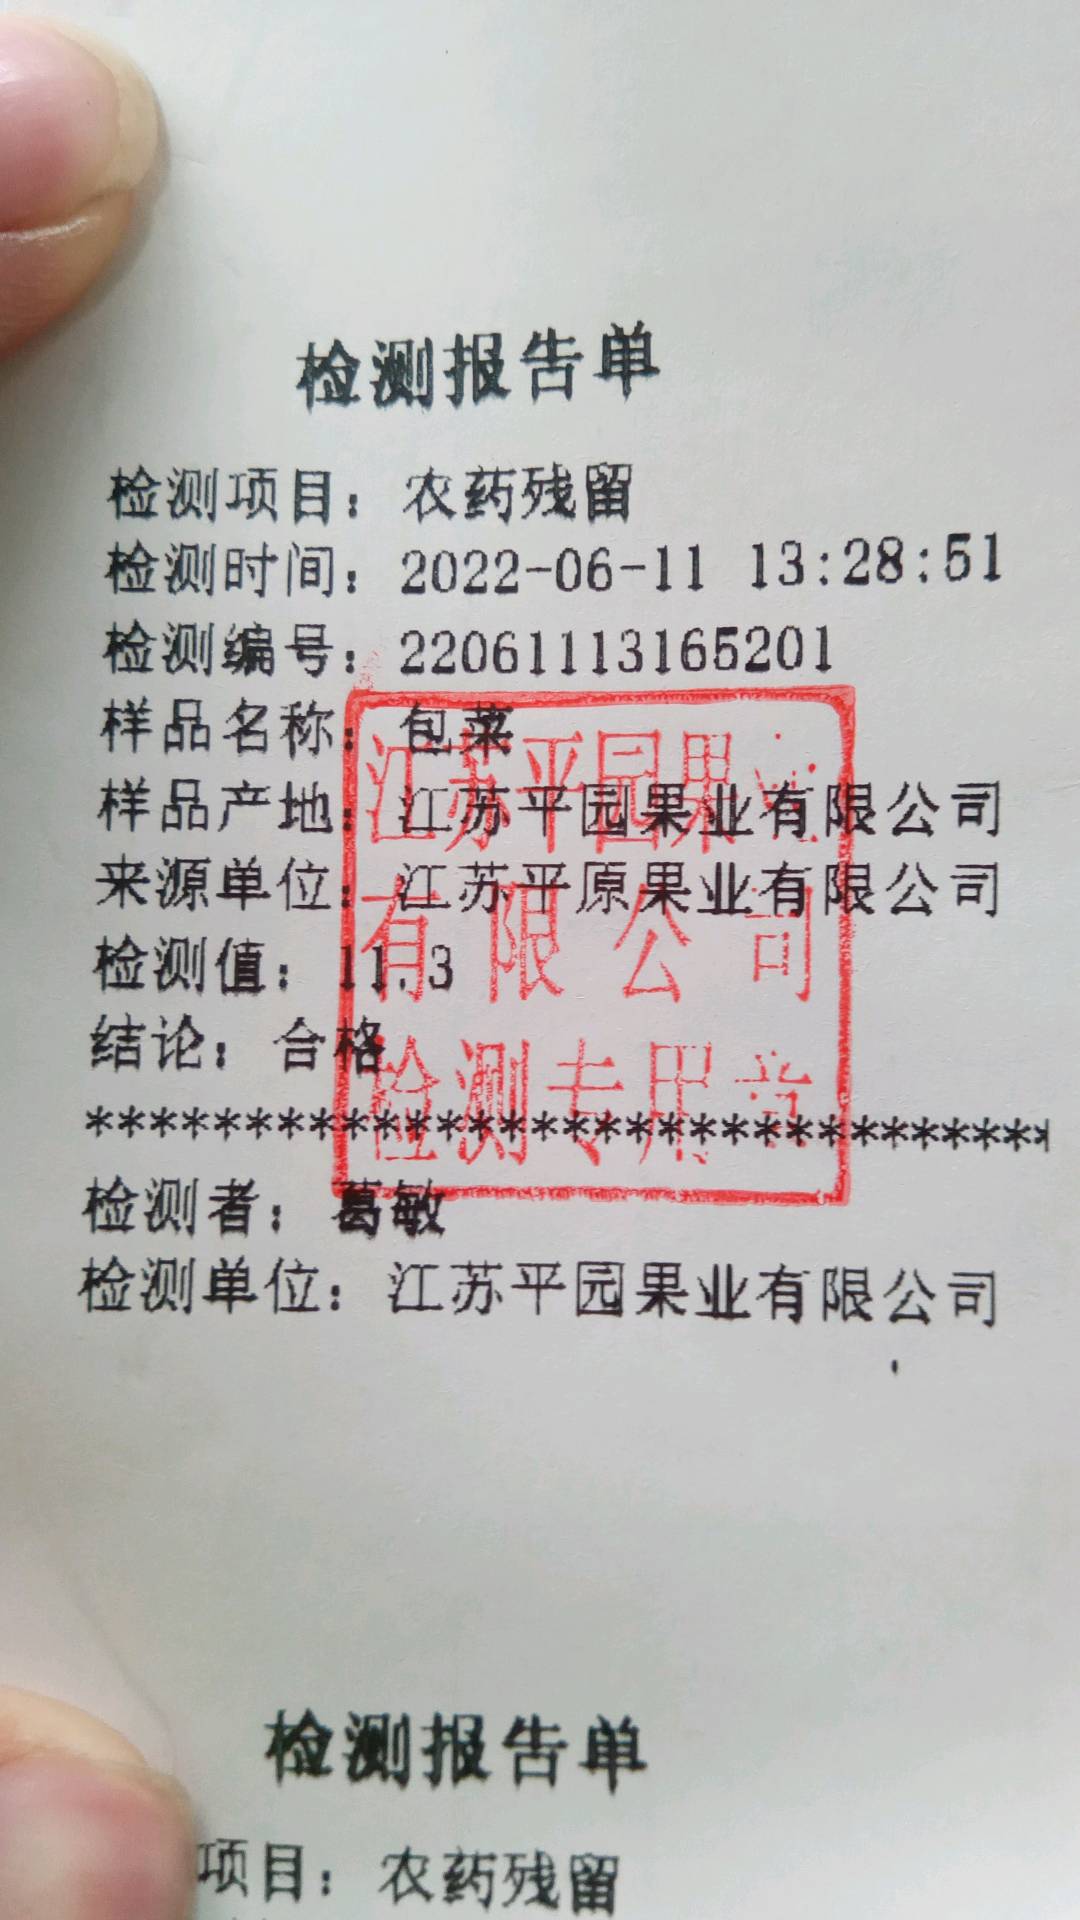 检测报告单
检测项目：农药残留
检测时间：2022-06-11 13:28:51
检测编号：22061113165201
样品名称：包菜
样品产地：江苏平园果业有限公司
来源单位：江苏平原果业有限公司
检测值：11.3
结论：合格
******************************* 
检测者：葛敏
检测单位：江苏平园果业有限公司
江苏平园果业
有限公司
检测专用章
检测报告单
项目：农药残留